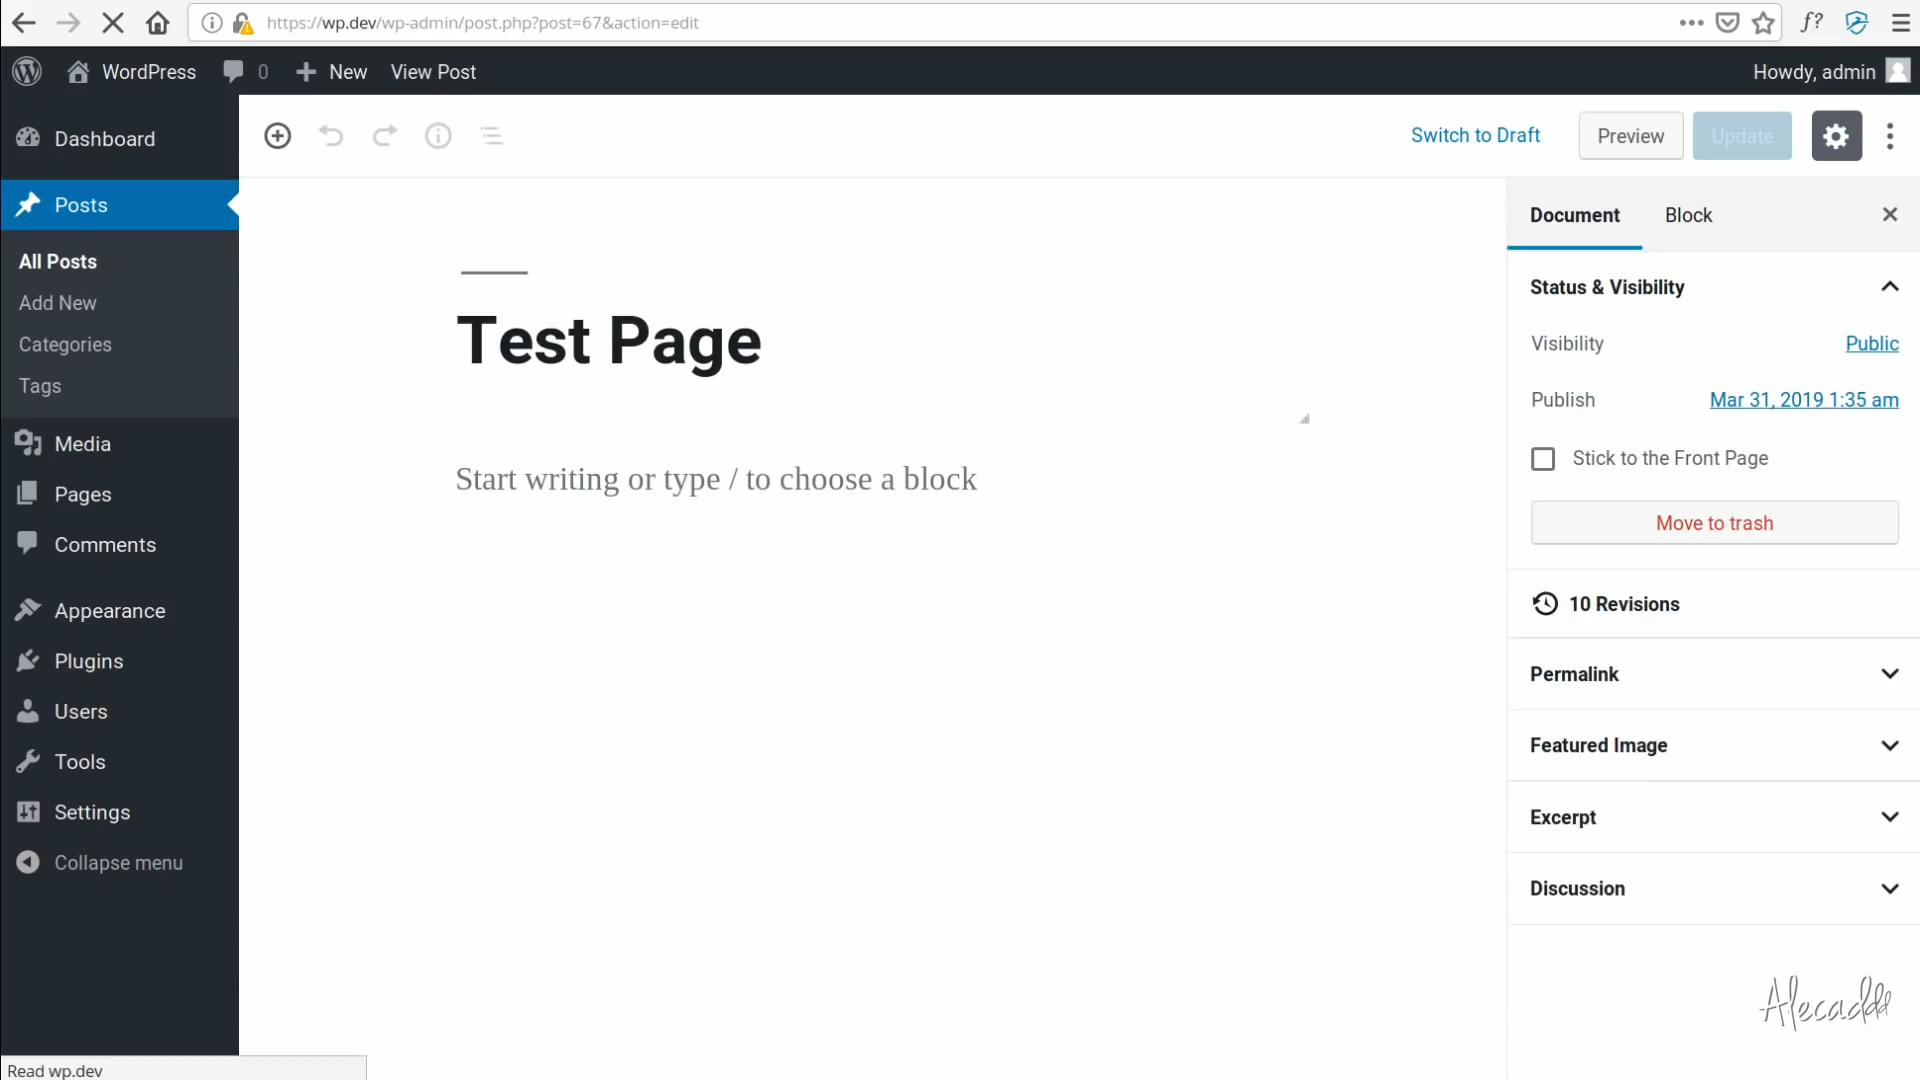 https://wp.dev/wp-admin/post.php?post=67&action=edit
f?
WordPress 0 New View Post Howdy, admin
Dashboard
Posts
All Posts
Add New
Categories
Tags
Media
Pages
Comments
Appearance
Plugins
Users
Tools
Settings
Collapse menu
Switch to Draft Preview Update
Test Page
Start writing or type / to choose a block
Document Block
Status & Visibility
Visibility Public
Publish Mar 31, 2019 1:35 am
Stick to the Front Page
Move to trash
10 Revisions
Permalink
Featured Image
Excerpt
Discussion
Alecaddd
Read wp.dev